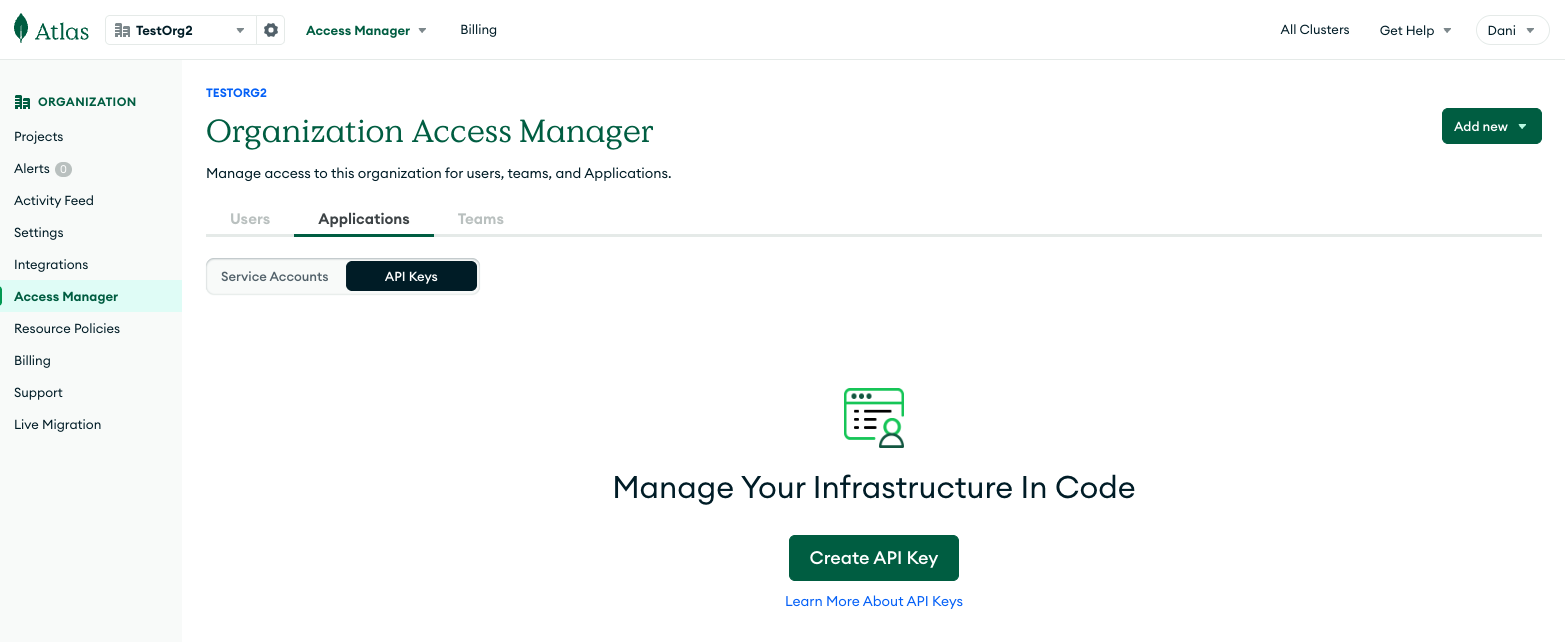 Atlas
TestOrg2
Access Manager
Billing
All Clusters
Get Help
Dani
ORGANIZATION
Projects
Alerts 0
Activity Feed
Settings
Integrations
Access Manager
Resource Policies
Billing
Support
Live Migration
TESTORG2
Organization Access Manager
Add new
Manage access to this organization for users, teams, and Applications.
Users
Applications
Teams
Service Accounts
API Keys
Manage Your Infrastructure In Code
Create API Key
Learn More About API Keys